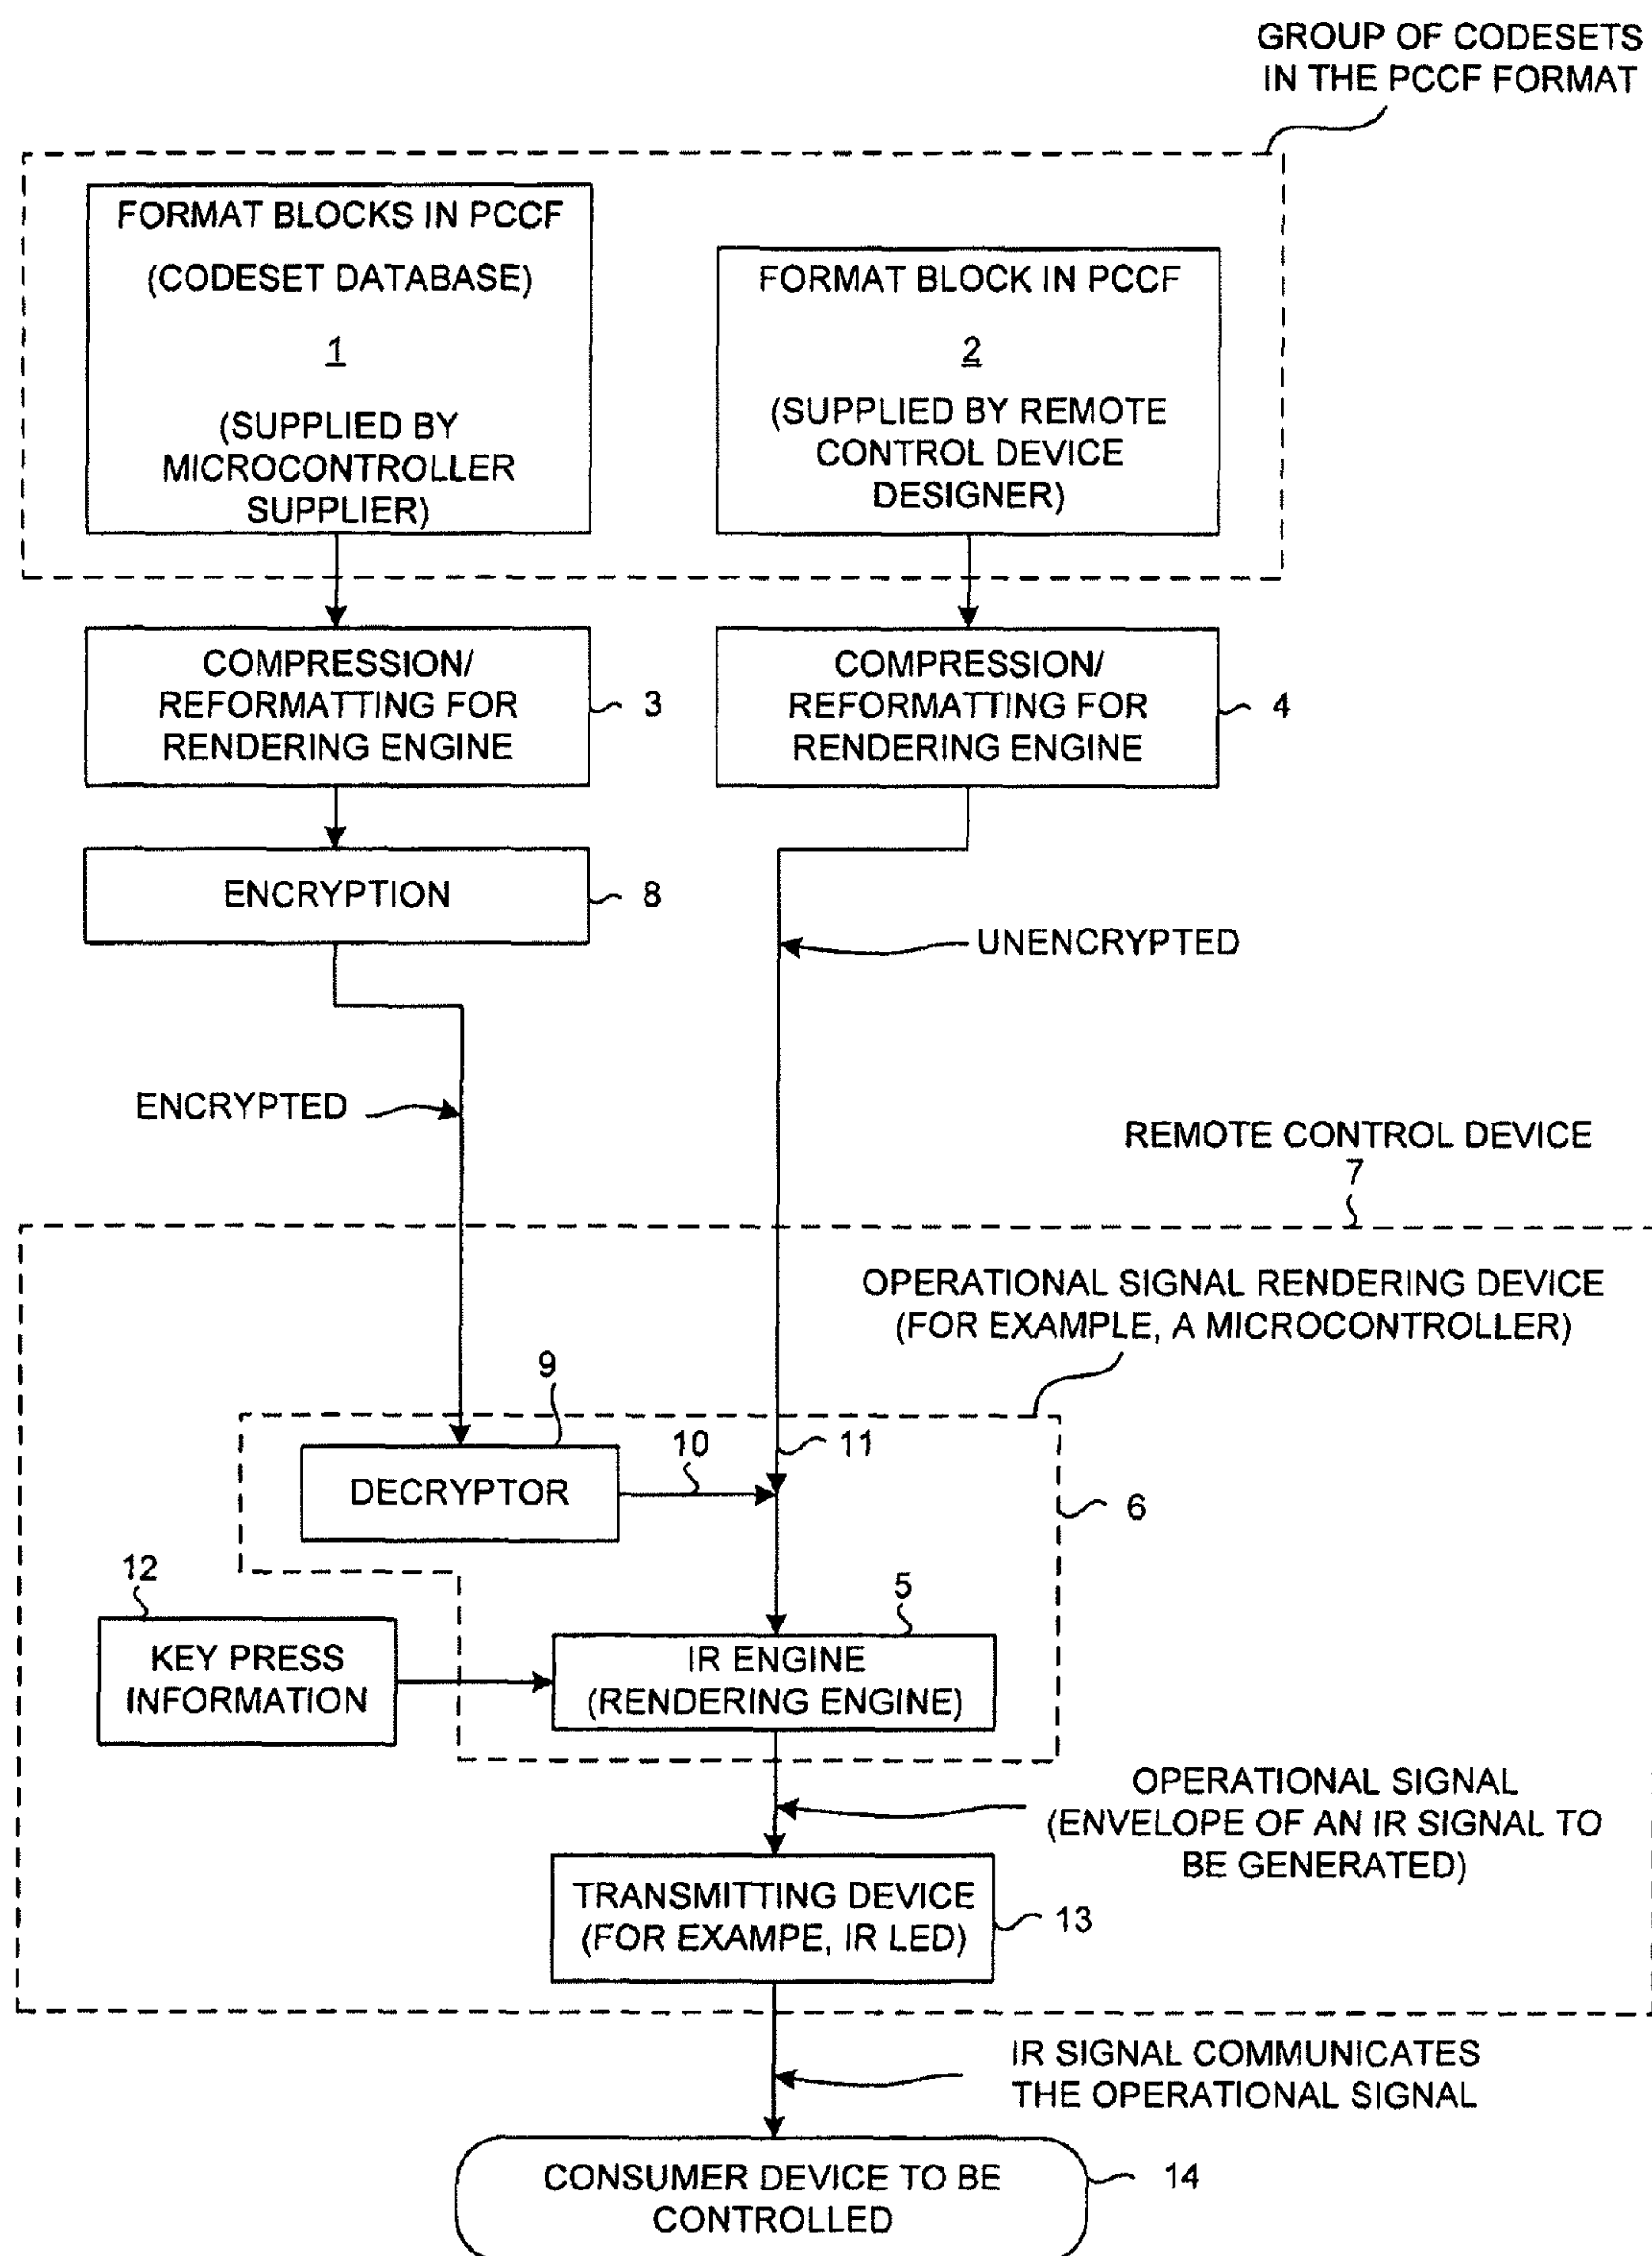 GROUP OF CODESETS
IN THE PCCF FORMAT
FORMAT BLOCKS IN PCCF
(CODESET DATABASE)
1
(SUPPLIED BY
MICROCONTROLLER
SUPPLIER)
FORMAT BLOCK IN PCCF
2
(SUPPLIED BY REMOTE
CONTROL DEVICE
DESIGNER)
COMPRESSION/
REFORMATTING FOR
RENDERING ENGINE
3
COMPRESSION/
REFORMATTING FOR
RENDERING ENGINE
4
ENCRYPTION
8
UNENCRYPTED
ENCRYPTED
REMOTE CONTROL DEVICE
7
OPERATIONAL SIGNAL RENDERING DEVICE
(FOR EXAMPLE, A MICROCONTROLLER)
9
DECRYPTOR
10
11
6
12
KEY PRESS
INFORMATION
5
IR ENGINE
(RENDERING ENGINE)
OPERATIONAL SIGNAL
(ENVELOPE OF AN IR SIGNAL TO
BE GENERATED)
TRANSMITTING DEVICE
(FOR EXAMPE, IR LED)
13
IR SIGNAL COMMUNICATES
THE OPERATIONAL SIGNAL
CONSUMER DEVICE TO BE
CONTROLLED
14